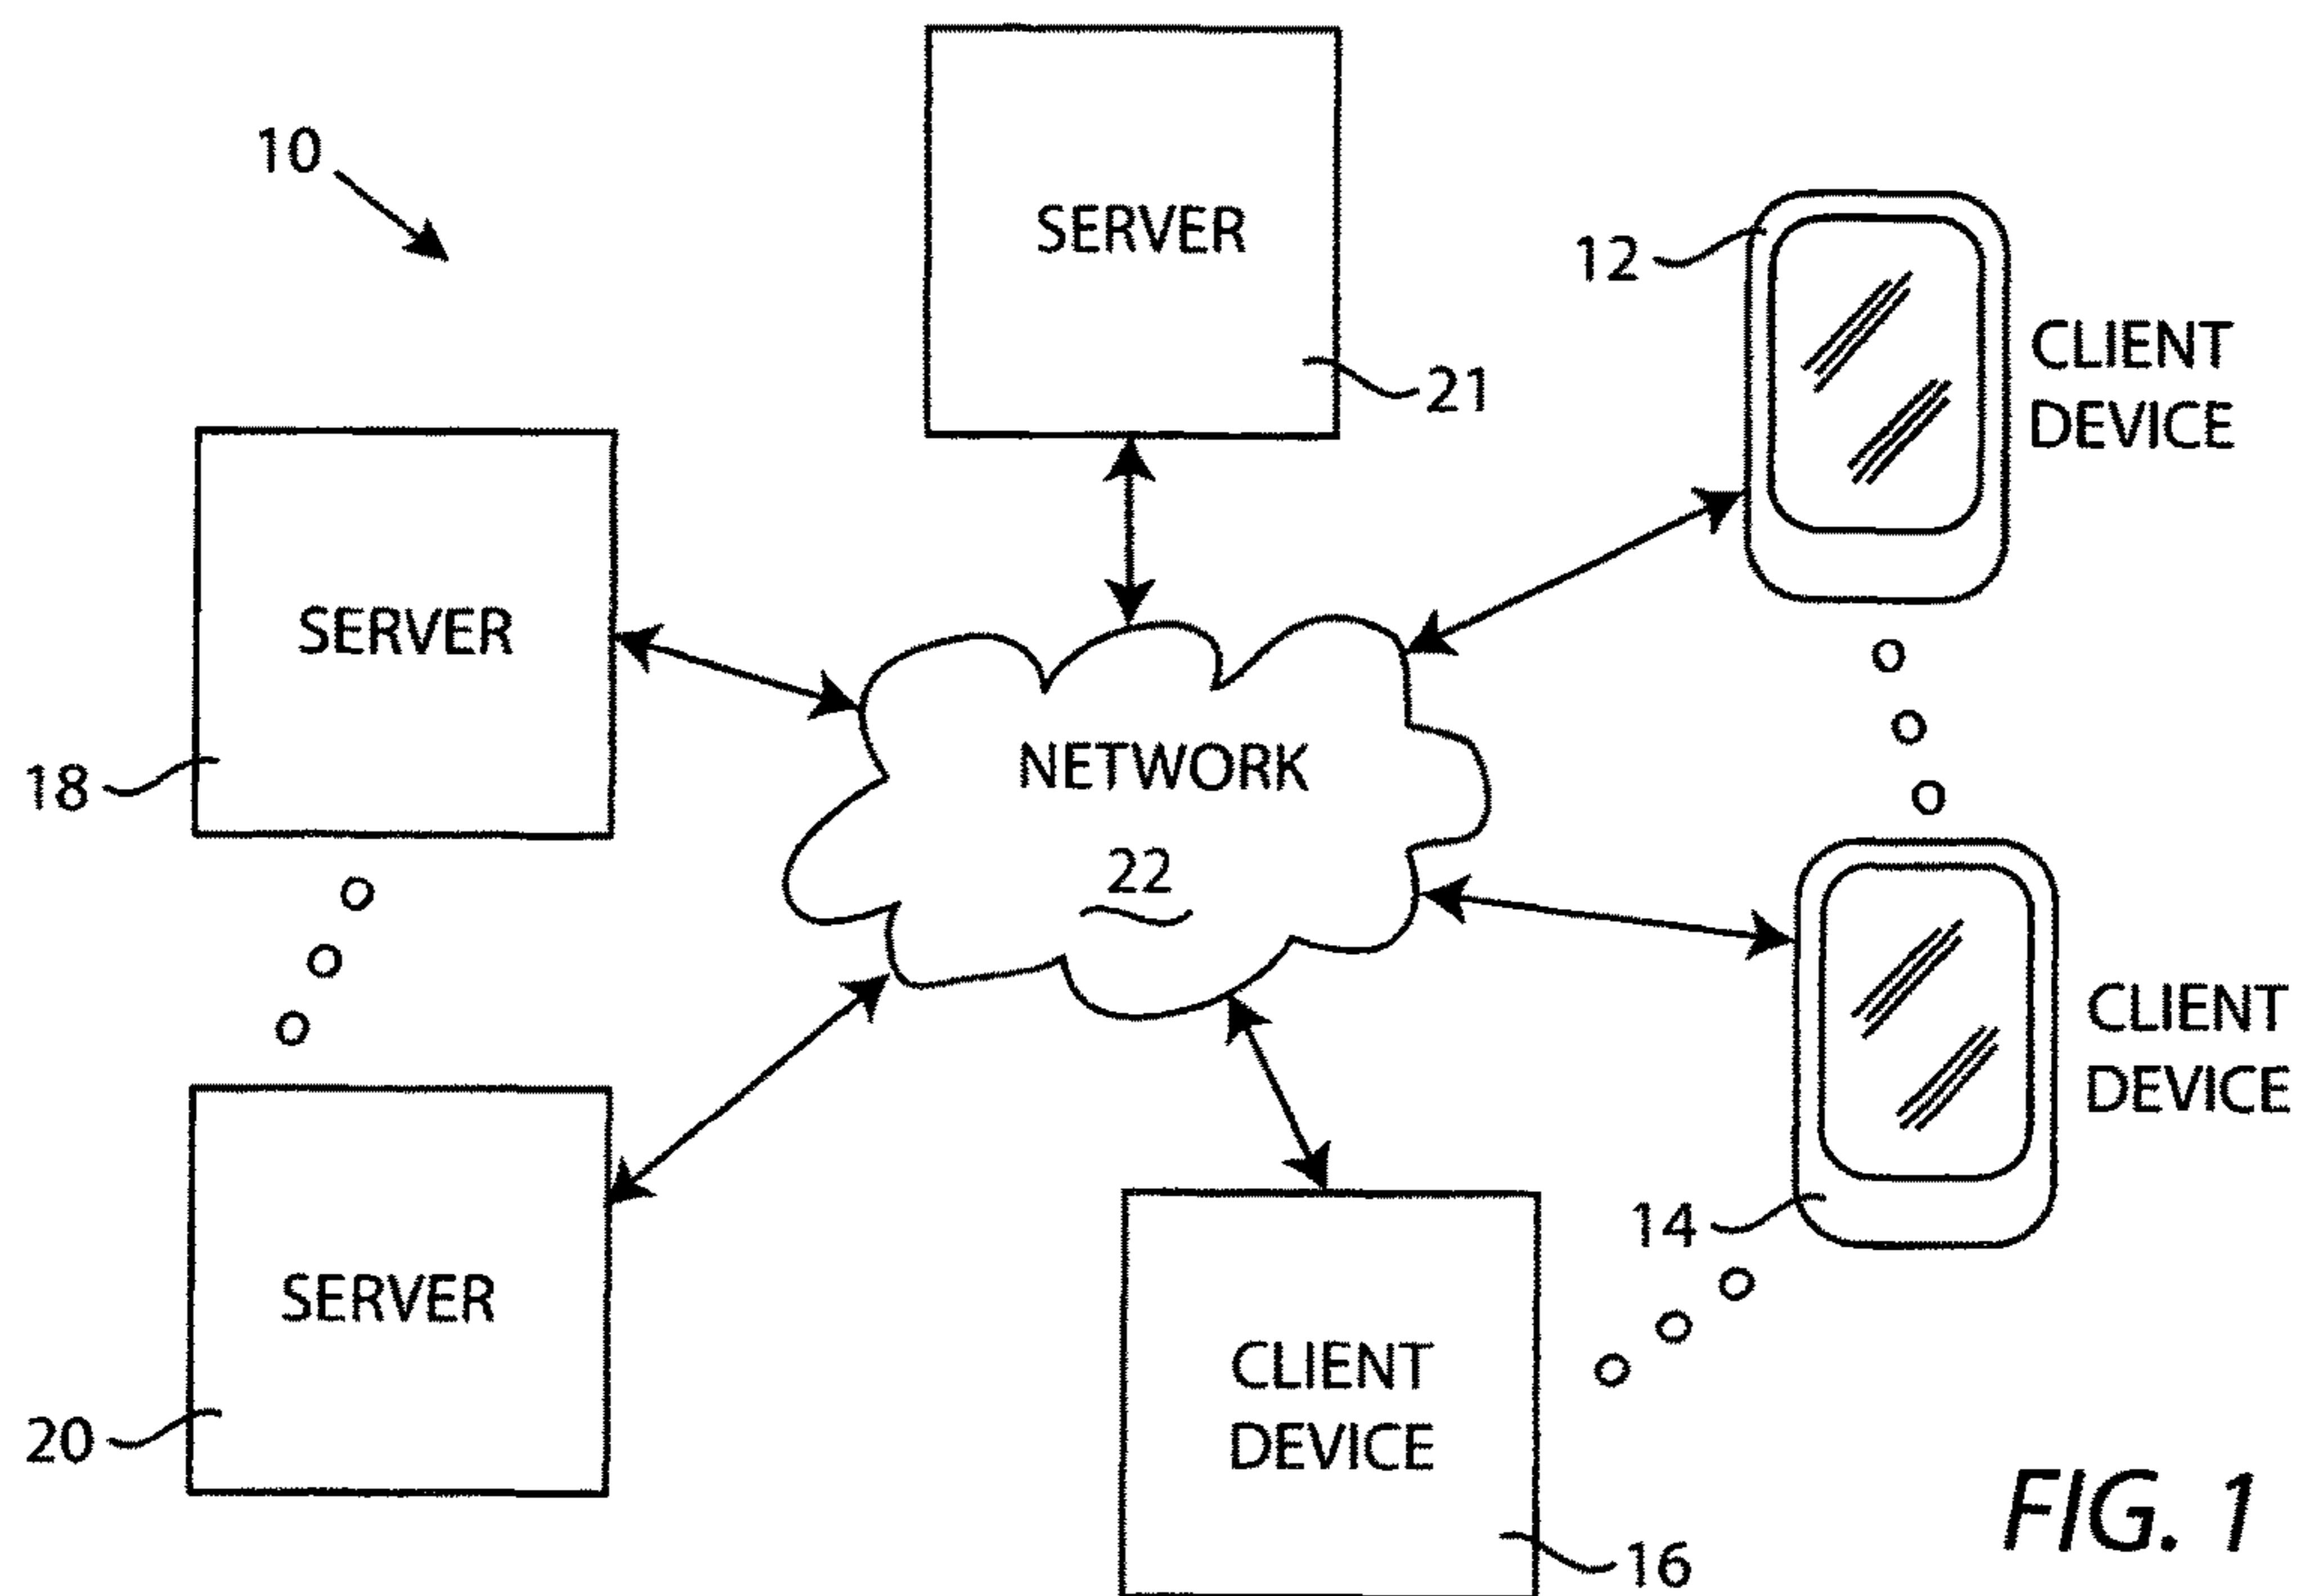 10
SERVER
21
12
CLIENT
DEVICE
SERVER
18
NETWORK
22
CLIENT
DEVICE
14
SERVER
20
CLIENT
DEVICE
16
FIG. 1